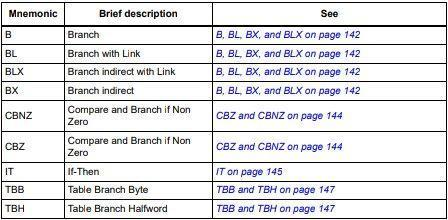 Mnemonic Brief description See
B Branch B, BL, BX, and BLX on page 142
BL Branch with Link B, BL, BX, and BLX on page 142
BLX Branch indirect with Link B, BL, BX, and BLX on page 142
BX Branch indirect B, BL, BX, and BLX on page 142
CBNZ Compare and Branch if Non
Zero CBZ and CBNZ on page 144
CBZ Compare and Branch if Non
Zero CBZ and CBNZ on page 144
IT If-Then IT on page 145
TBB Table Branch Byte TBB and TBH on page 147
TBH Table Branch Halfword TBB and TBH on page 147